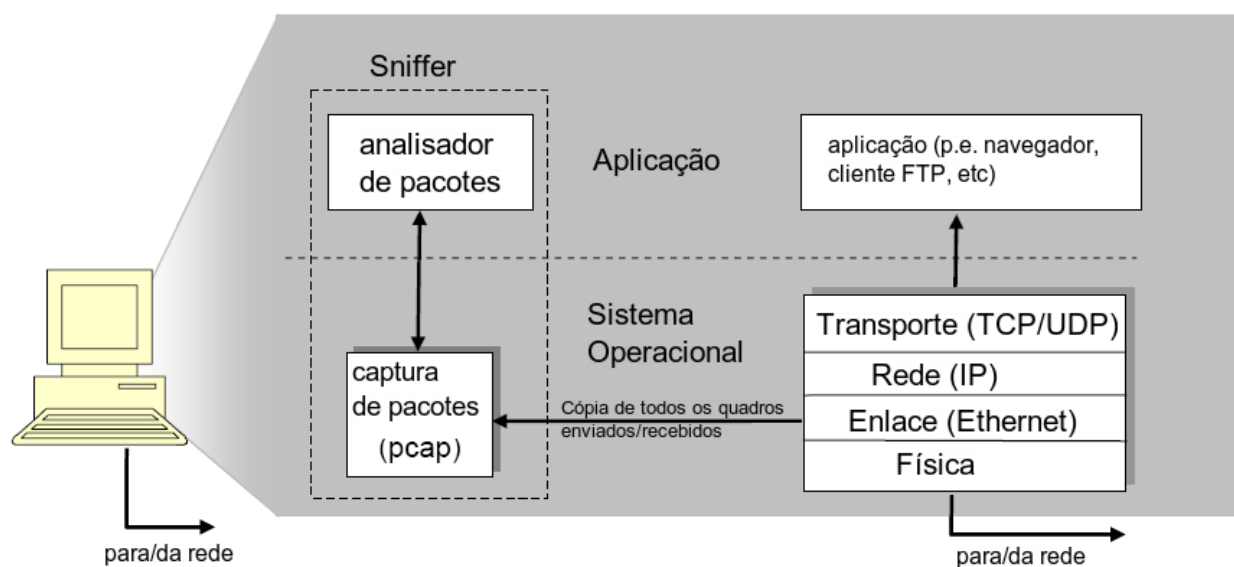 Sniffer
analisador
de pacotes
Aplicação
aplicação (p.e. navegador,
cliente FTP, etc)
Sistema
Operacional
captura
de pacotes
(pcap)
Cópia de todos os quadros
enviados/recebidos
Transporte (TCP/UDP)
Rede (IP)
Enlace (Ethernet)
Física
para/da rede
para/da rede